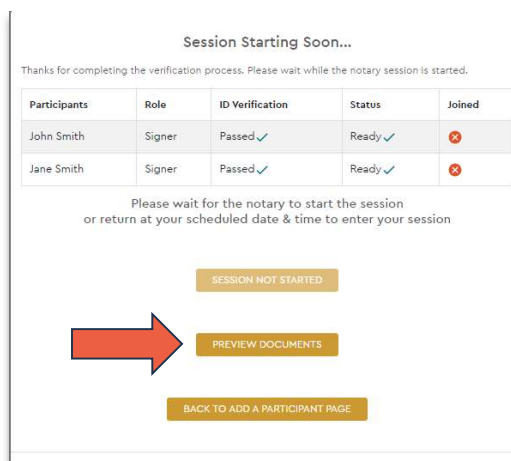 Session Starting Soon...
Thanks for completing the verification process. Please wait while the notary session is started.
Participants Role ID Verification Status Joined
John Smith Signer Passed Ready
Jane Smith Signer Passed Ready
Please wait for the notary to start the session
or return at your scheduled date & time to enter your session
SESSION NOT STARTED
PREVIEW DOCUMENTS
BACK TO ADD A PARTICIPANT PAGE